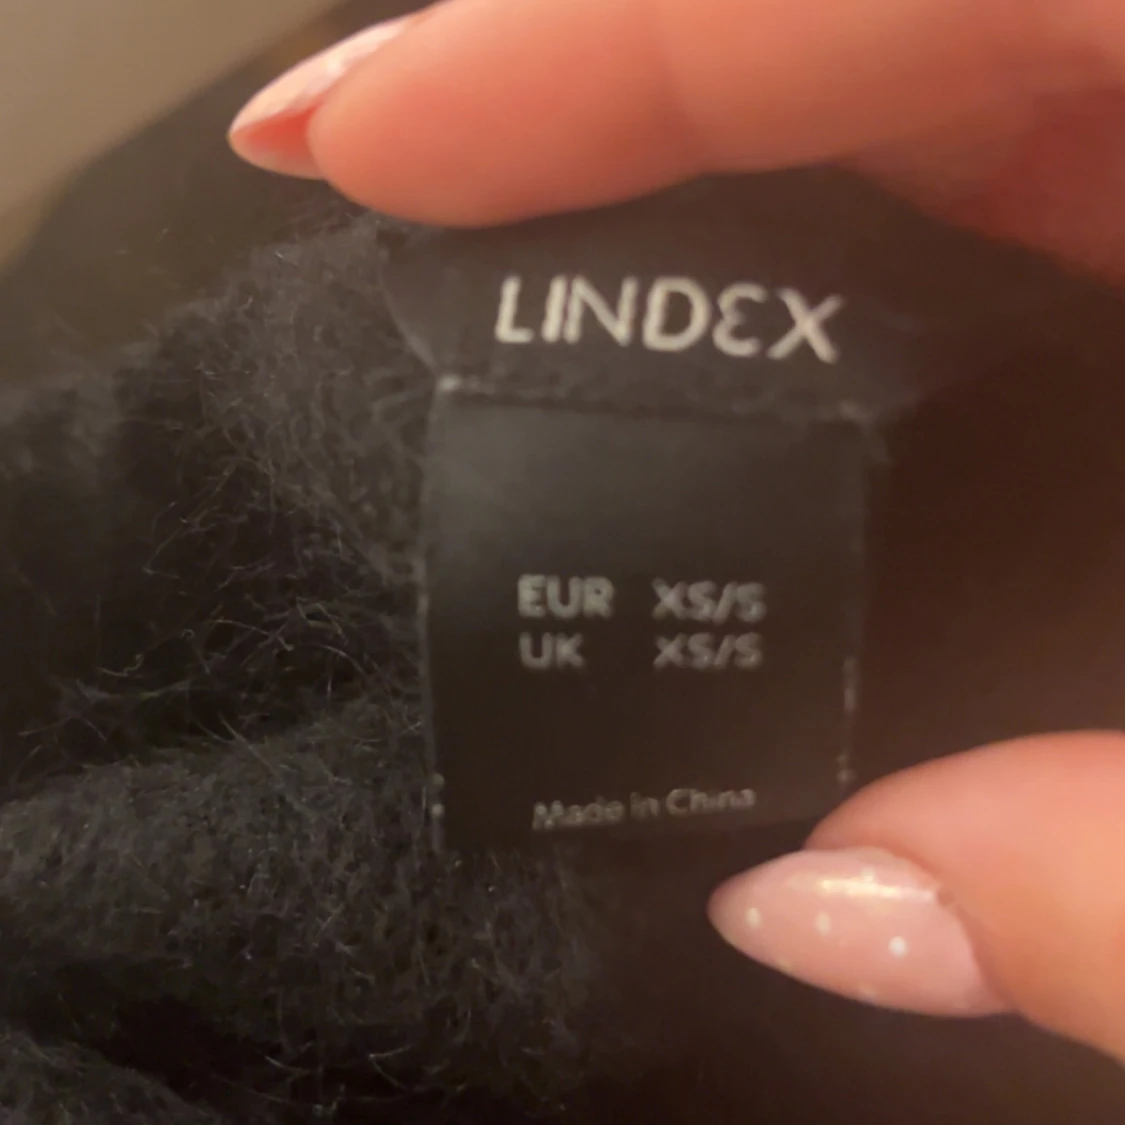 LINDEX
EUR XS/S
UK XS/S
Made in China